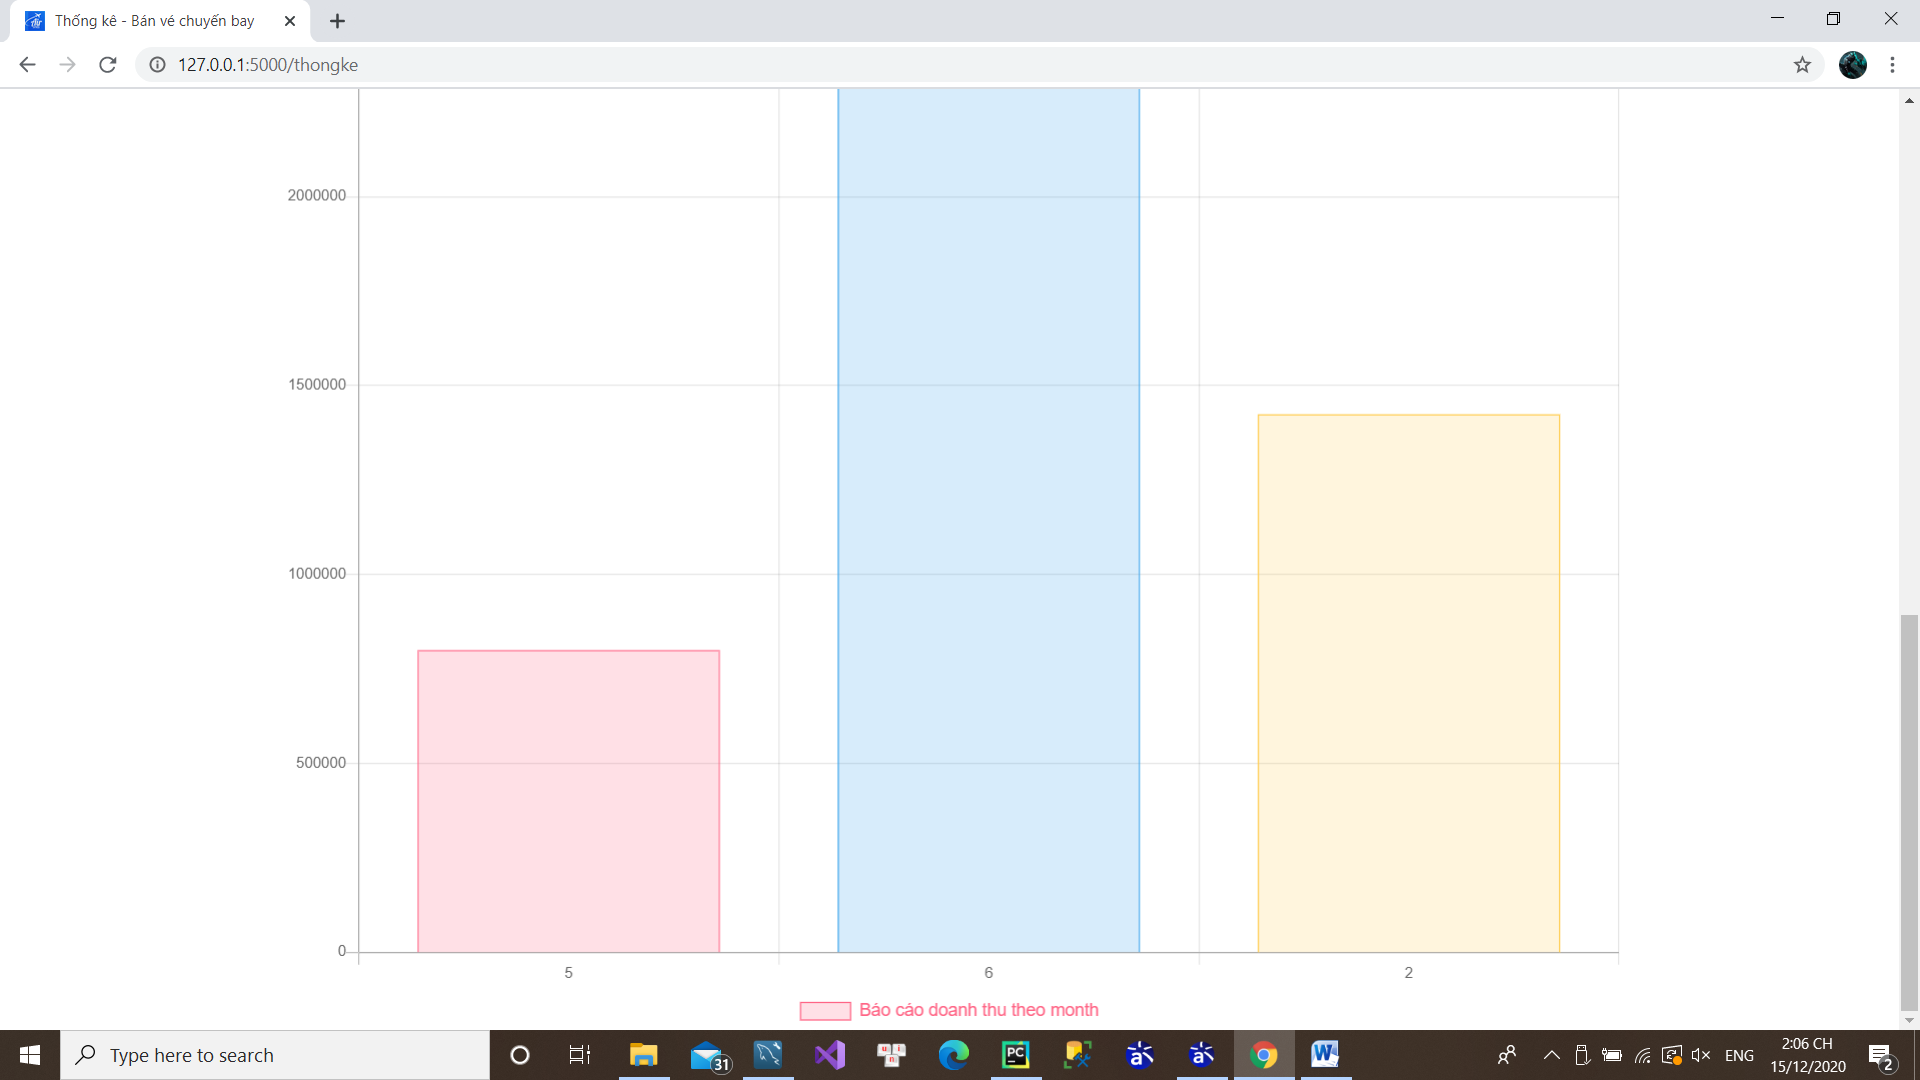 Thống kê - Bán vé chuyến bay
127.0.0.1:5000/thongke
2000000
1500000
1000000
500000
0
5
6
2
Báo cáo doanh thu theo month
Type here to search
31
PC
a
a
W
ENG
2:06 CH
15/12/2020
2